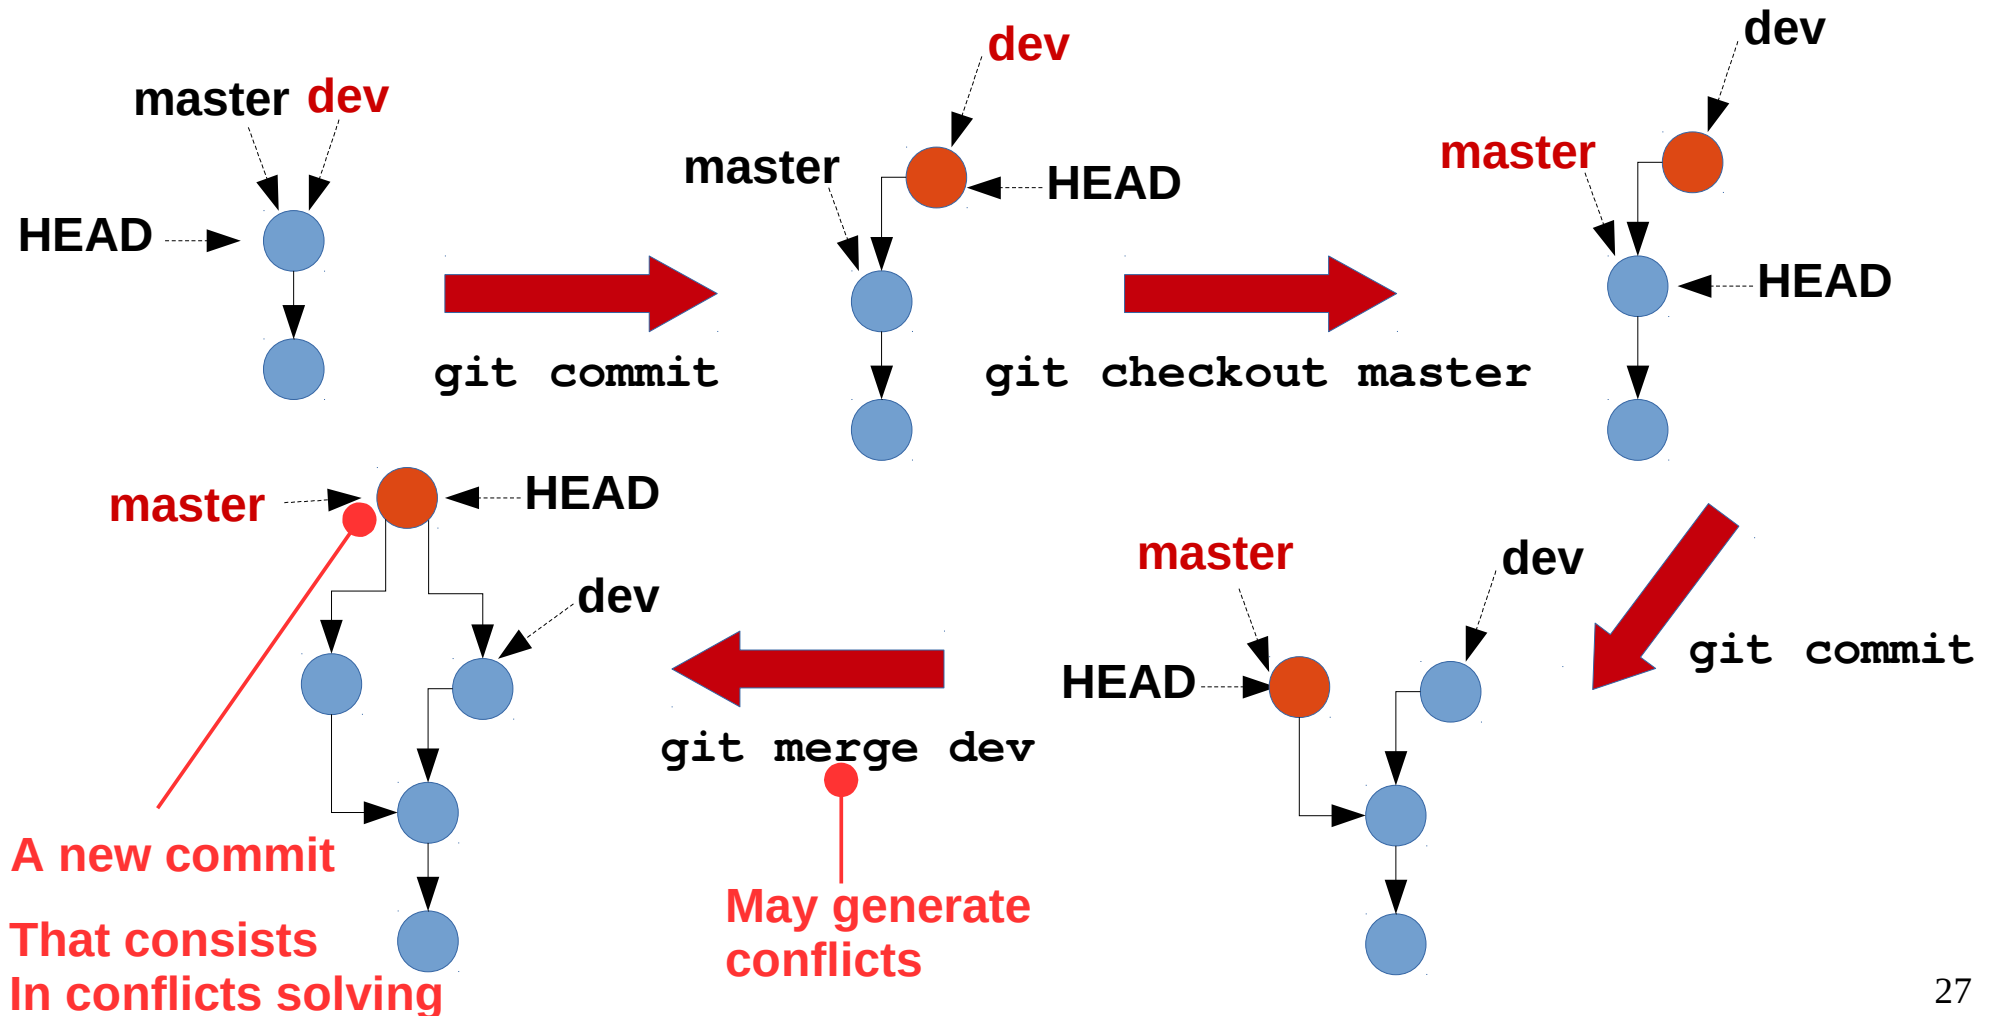 master dev
HEAD
git commit
dev
master
HEAD
git checkout master
dev
master
HEAD
git commit
master
dev
HEAD
git merge dev
May generate
conflicts
master
HEAD
dev
A new commit
That consists
In conflicts solving
27